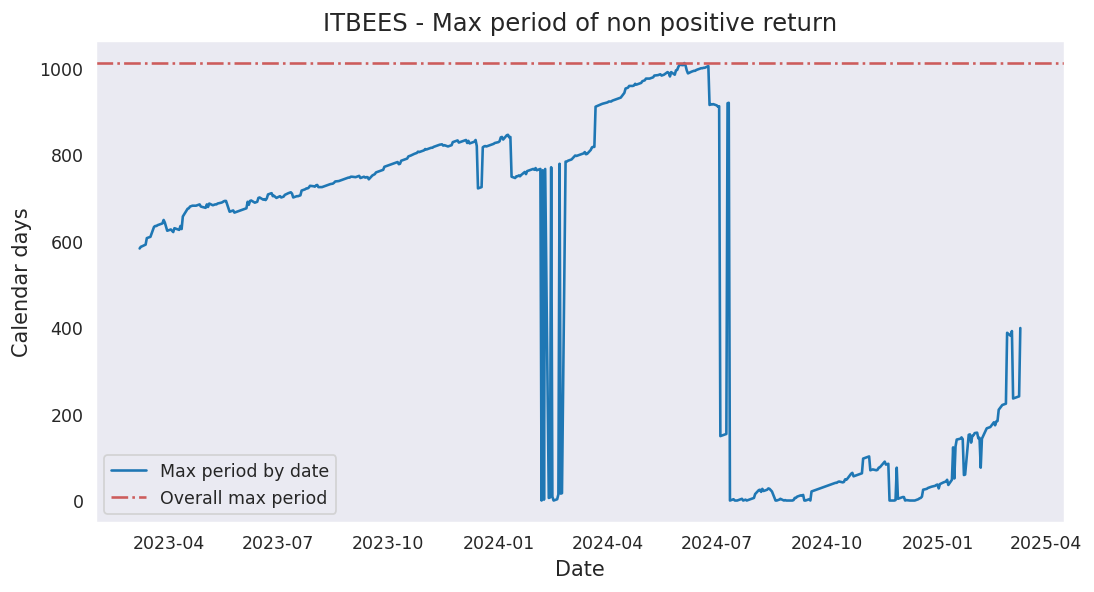 ITBEES - Max period of non positive return
Calendar days
1000
800
600
400
200
0
Max period by date
Overall max period
2023-04 2023-07 2023-10 2024-01 2024-04 2024-07 2024-10 2025-01 2025-04
Date